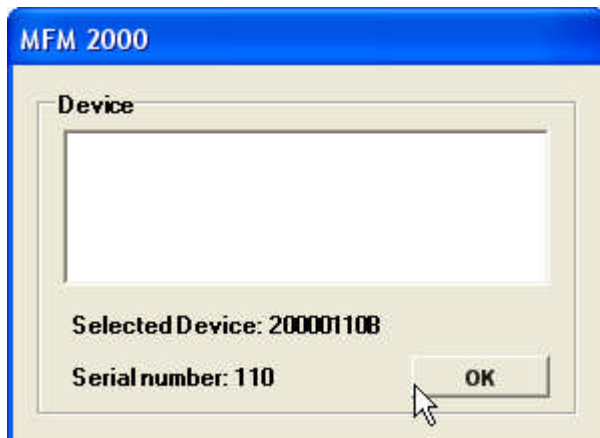 MFM 2000
Device
Selected Device: 20000110B
Serial number: 110
OK